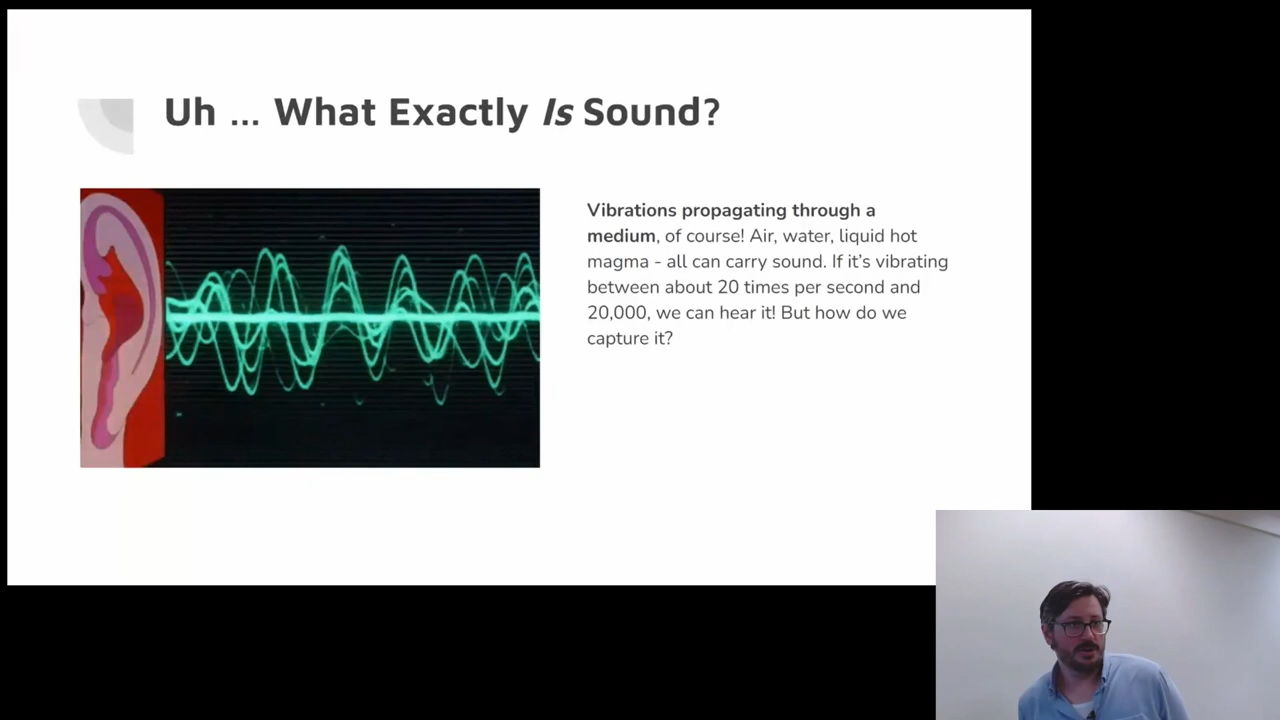 Uh ... What Exactly Is Sound?
Vibrations propagating through a
medium, of course! Air, water, liquid hot
magma - all can carry sound. If it’s vibrating
between about 20 times per second and
20,000, we can hear it! But how do we
capture it?